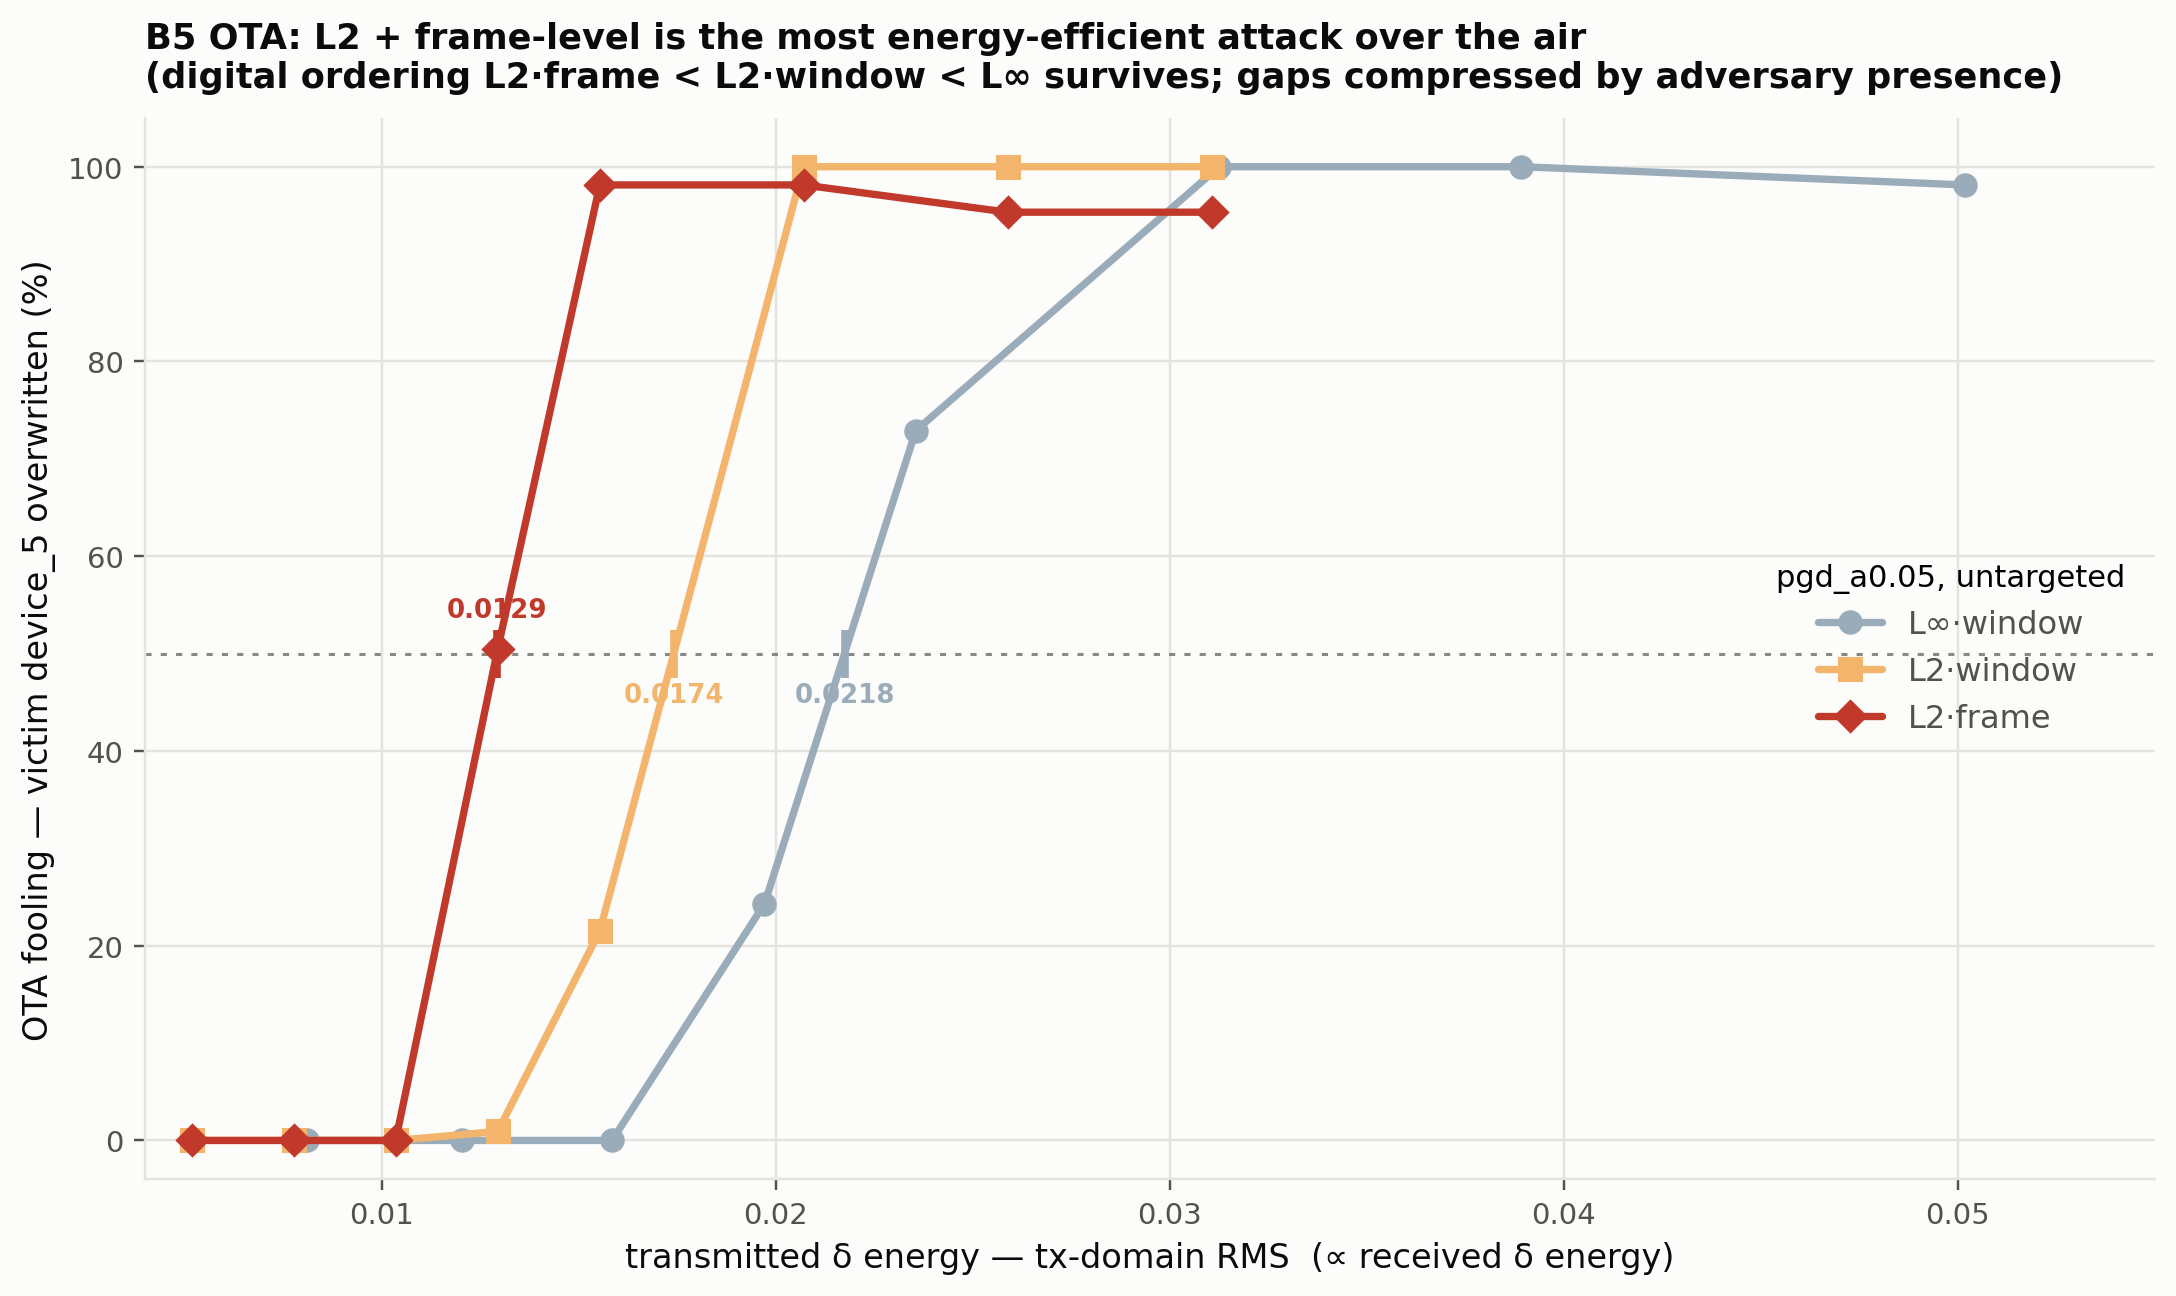 B5 OTA: L2 + frame-level is the most energy-efficient attack over the air
(digital ordering L2·frame < L2·window < L∞ survives; gaps compressed by adversary presence)
OTA fooling — victim device_5 overwritten (%)
100
80
60
40
20
0
0.0129
0.0174
0.0218
pgd_a0.05, untargeted
L∞·window
L2·window
L2·frame
0.01
0.02
0.03
0.04
0.05
transmitted δ energy — tx-domain RMS  (∝ received δ energy)